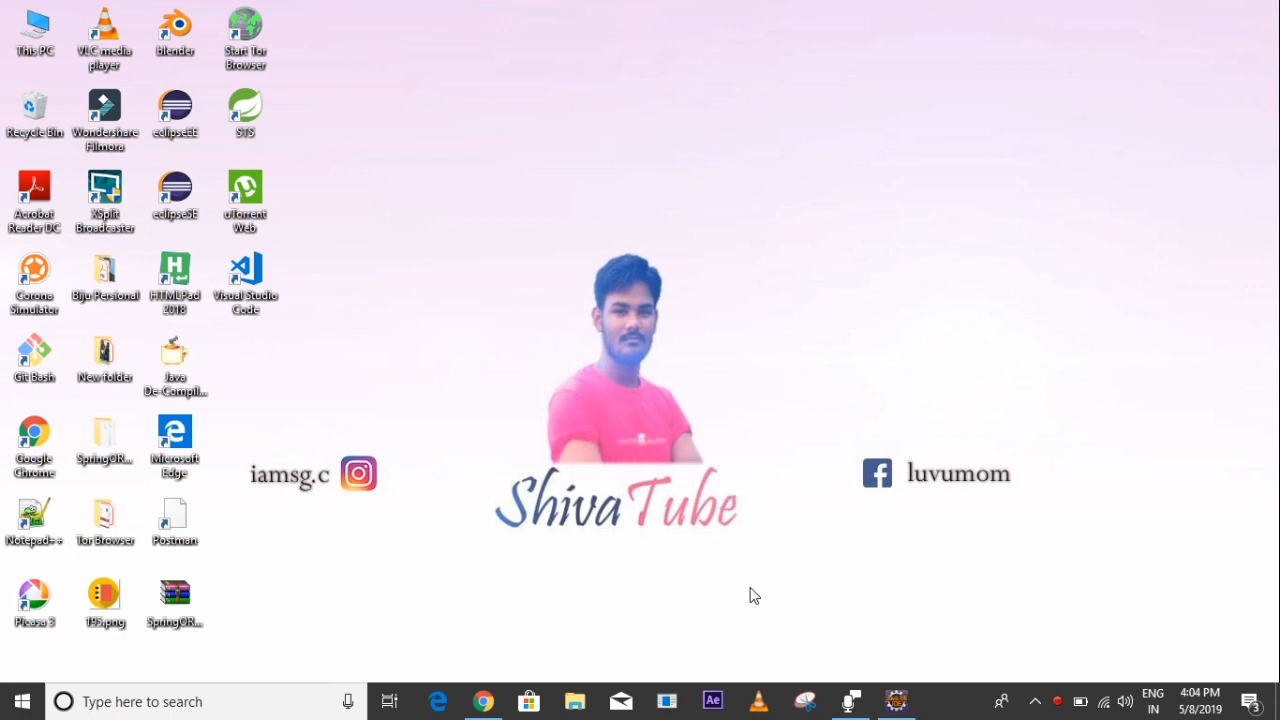 This PC
VLC media
player
blender
Start Tor
Browser
Recycle Bin
Wondershare
Filmora
eclipseEE
STS
Acrobat
Reader DC
XSplit
Broadcaster
eclipseSE
uTorrent
Web
Corona
Simulator
Biju Persional
HTMLPad
2018
Visual Studio
Code
Git Bash
New folder
Java
De-Compil...
Google
Chrome
SpringOR...
Microsoft
Edge
Notepad++
Tor Browser
Postman
Picasa 3
195.png
SpringOR...
iamsg.c
ShivaTube
luvumom
Type here to search
Ae
ENG
IN
4:04 PM
5/8/2019
3